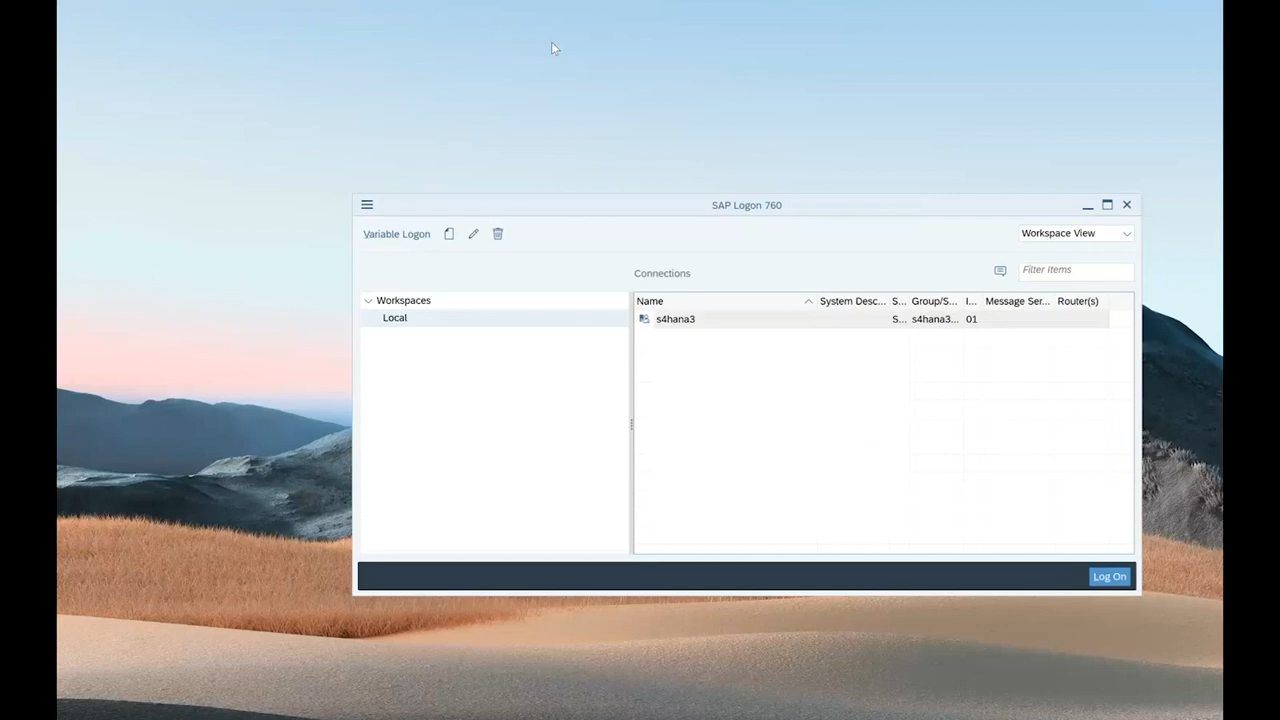 SAP Logon 760
Variable Logon
Workspace View
Connections
Filter Items
Workspaces
Local
Name System Desc... S... Group/S... I... Message Ser... Router(s)
s4hana3 S... s4hana3... 01
Log On